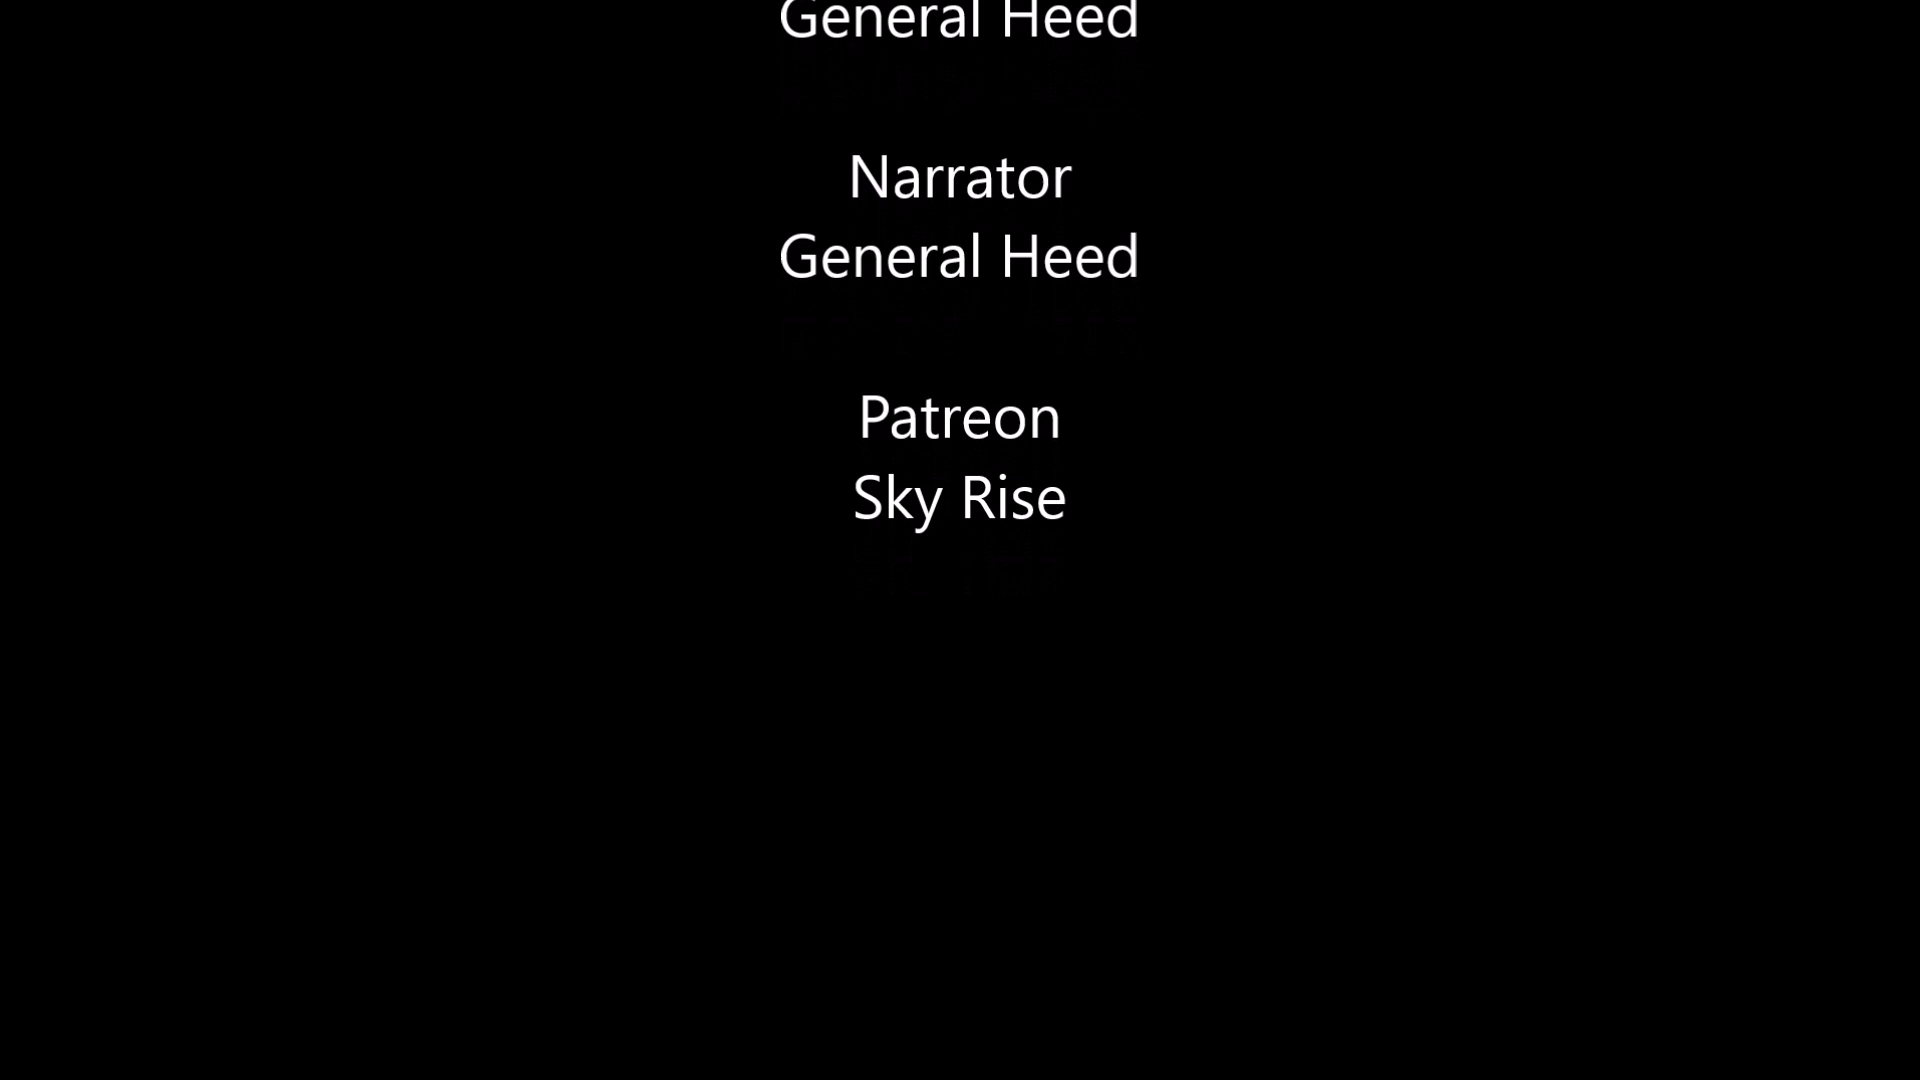 General Heed
Narrator
General Heed
Patreon
Sky Rise